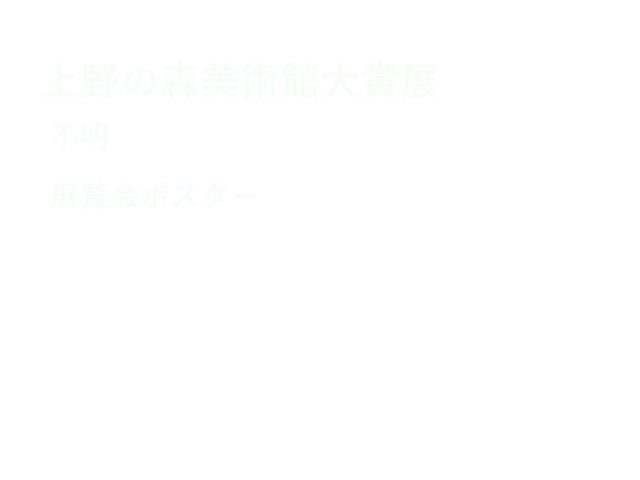 上野の森美術館大賞展
不明
展覧会ポスター